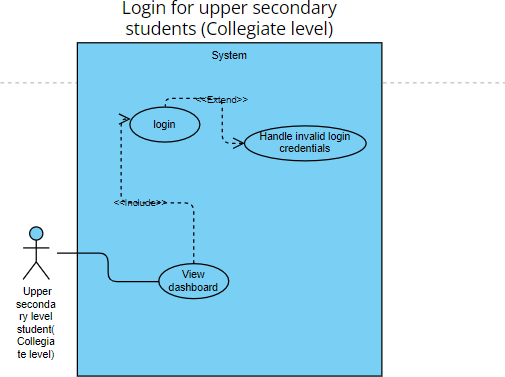 Login for upper secondary
students (Collegiate level)
System
<<Extend>>
login
Handle invalid login
credentials
<<Include>>
View
dashboard
Upper
seconda
ry level
student(
Collegia
te level)